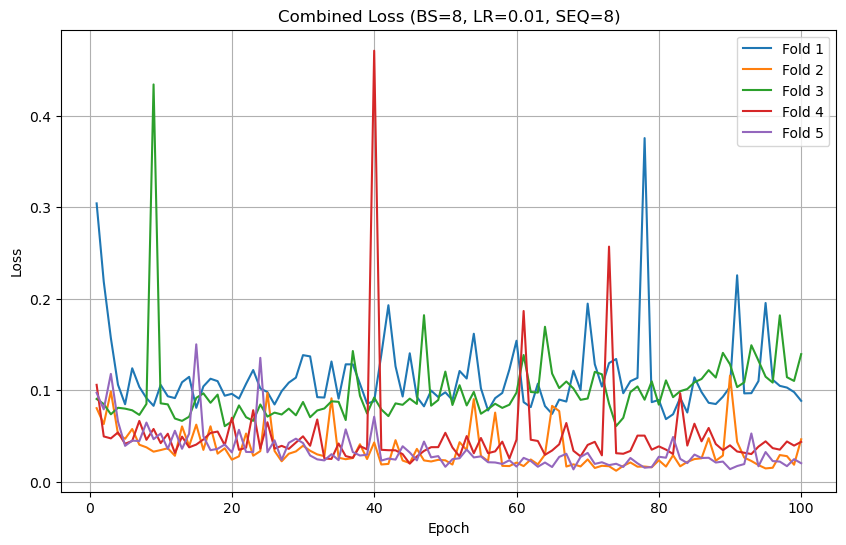 Combined Loss (BS=8, LR=0.01, SEQ=8)
Fold 1
Fold 2
Fold 3
Fold 4
Fold 5
Loss
0.4
0.3
0.2
0.1
0.0
0 20 40 60 80 100
Epoch